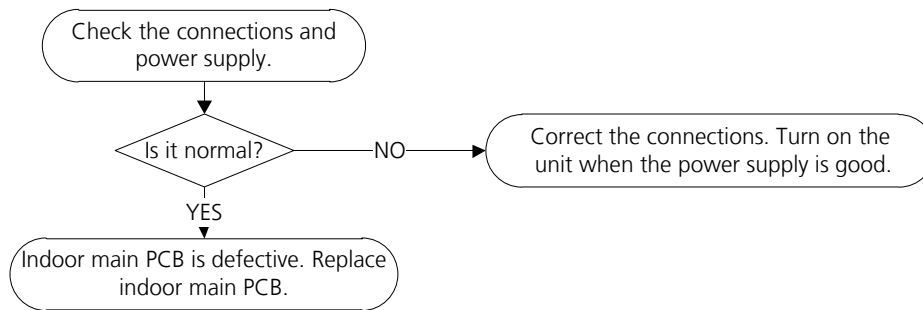 Check the connections and
power supply.
Is it normal?
NO
Correct the connections. Turn on the
unit when the power supply is good.
YES
Indoor main PCB is defective. Replace
indoor main PCB.